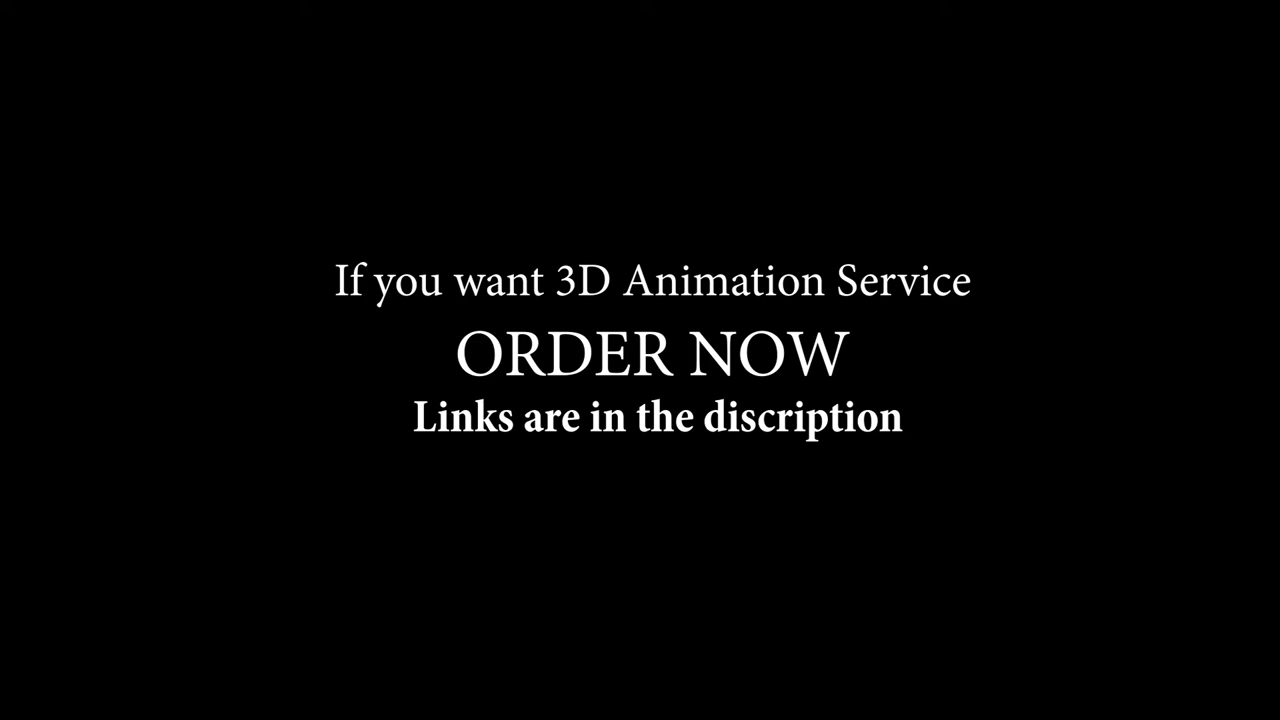 If you want 3D Animation Service
ORDER NOW
Links are in the discription